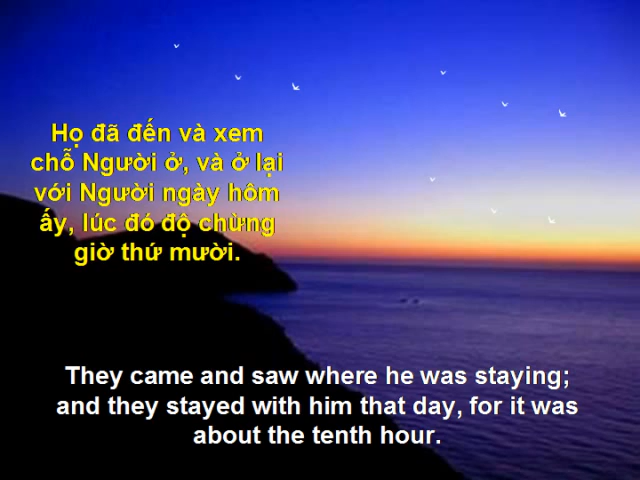 Họ đã đến và xem
chỗ Người ở, và ở lại
với Người ngày hôm
ấy, lúc đó độ chừng
giờ thứ mười.
They came and saw where he was staying;
and they stayed with him that day, for it was
about the tenth hour.